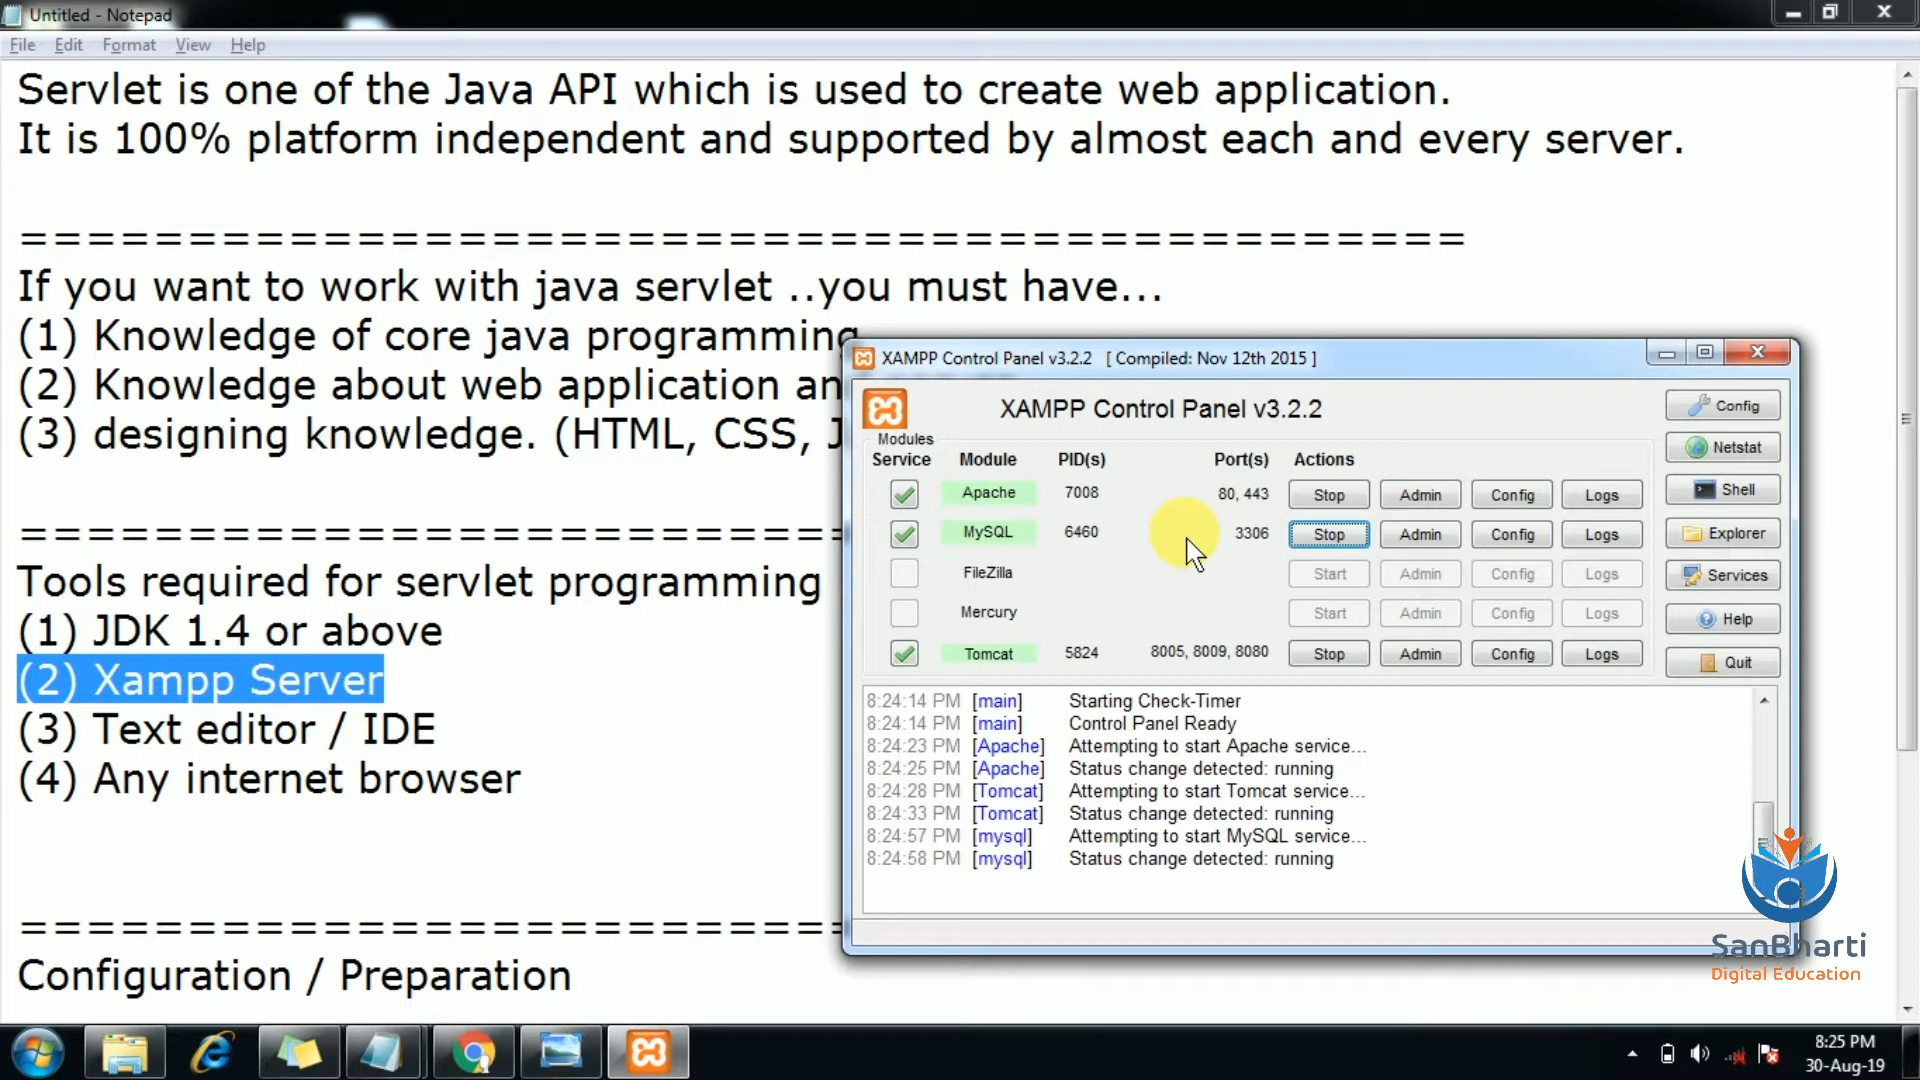 Untitled - Notepad
File Edit Format View Help
Servlet is one of the Java API which is used to create web application.
It is 100% platform independent and supported by almost each and every server.
===========================================
If you want to work with java servlet ..you must have...
(1) Knowledge of core java programming
(2) Knowledge about web application an
(3) designing knowledge. (HTML, CSS, J
=========================
Tools required for servlet programming
(1) JDK 1.4 or above
(2) Xampp Server
(3) Text editor / IDE
(4) Any internet browser
=========================
Configuration / Preparation
XAMPP Control Panel v3.2.2 [ Compiled: Nov 12th 2015 ]
XAMPP Control Panel v3.2.2
Modules
Service Module PID(s) Port(s) Actions
Apache 7008 80, 443 Stop Admin Config Logs
MySQL 6460 3306 Stop Admin Config Logs
FileZilla Start Admin Config Logs
Mercury Start Admin Config Logs
Tomcat 5824 8005, 8009, 8080 Stop Admin Config Logs
Config
Netstat
Shell
Explorer
Services
Help
Quit
8:24:14 PM [main] Starting Check-Timer
8:24:14 PM [main] Control Panel Ready
8:24:23 PM [Apache] Attempting to start Apache service...
8:24:25 PM [Apache] Status change detected: running
8:24:28 PM [Tomcat] Attempting to start Tomcat service...
8:24:33 PM [Tomcat] Status change detected: running
8:24:57 PM [mysql] Attempting to start MySQL service...
8:24:58 PM [mysql] Status change detected: running
SanBharti
Digital Education
8:25 PM
30-Aug-19